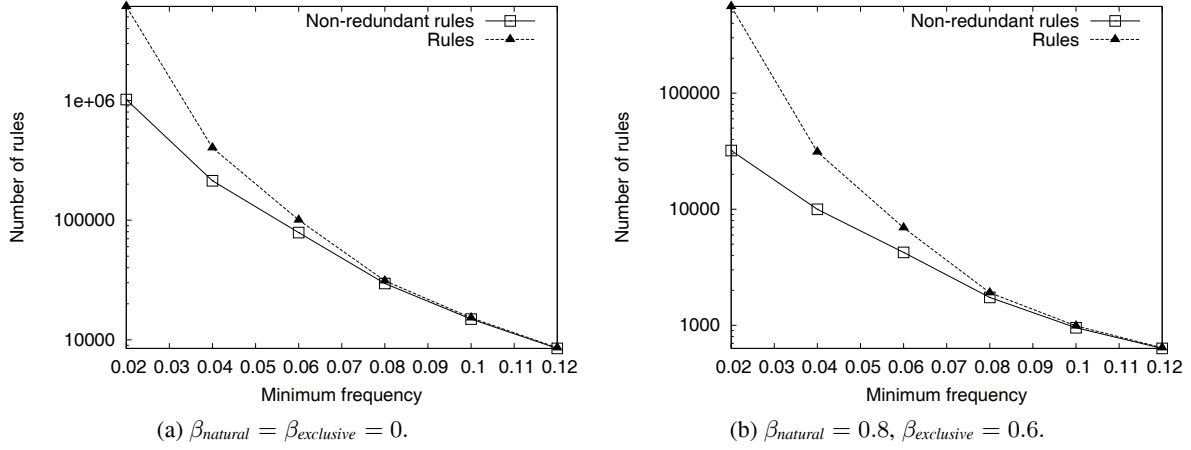 Non-redundant rules
Rules
Number of rules
1e+06
100000
10000
0.02 0.03 0.04 0.05 0.06 0.07 0.08 0.09 0.1 0.11 0.12
Minimum frequency
(a) βnatural = βexclusive = 0.
Non-redundant rules
Rules
Number of rules
100000
10000
1000
0.02 0.03 0.04 0.05 0.06 0.07 0.08 0.09 0.1 0.11 0.12
Minimum frequency
(b) βnatural = 0.8, βexclusive = 0.6.